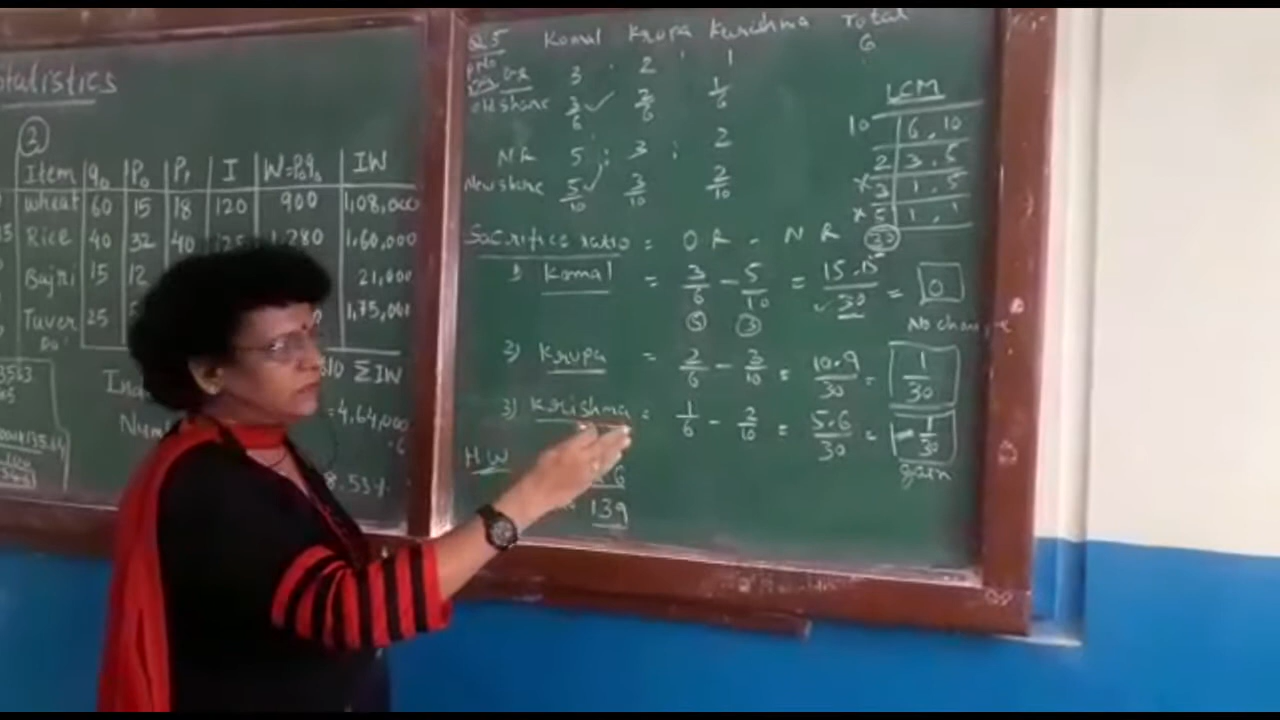 tatistics
3
Item q₀ P₀ P₁ I W=P₀q₀ IW
wheat 60 15 18 120 900 1,08,000
Rice 40 32 40 125 1,280 1,60,000
Bajri 15 12 21,000
Tuver 25 1,75,000
ΣIW
=4,64,000
8.53%
Q5 Komal Krupa Kurishma Total
3 : 2 : 1 6
old share 3/6 ✓ 2/6 1/6
NR 5 : 3 : 2
New share 5/10 ✓ 3/10 2/10
LCM
10 6, 10
2 3, 5
×3 1, 5
×5 1, 1
30
Sacrifice ratio = OR - NR
1) Komal = 3/6 - 5/10 = 15-15/30 = 0
5 3
No change
2) Krupa = 2/6 - 3/10 = 10-9/30 = 1/30
3) Krishma = 1/6 - 2/10 = 5-6/30 = -1/30
gain
H.W
139